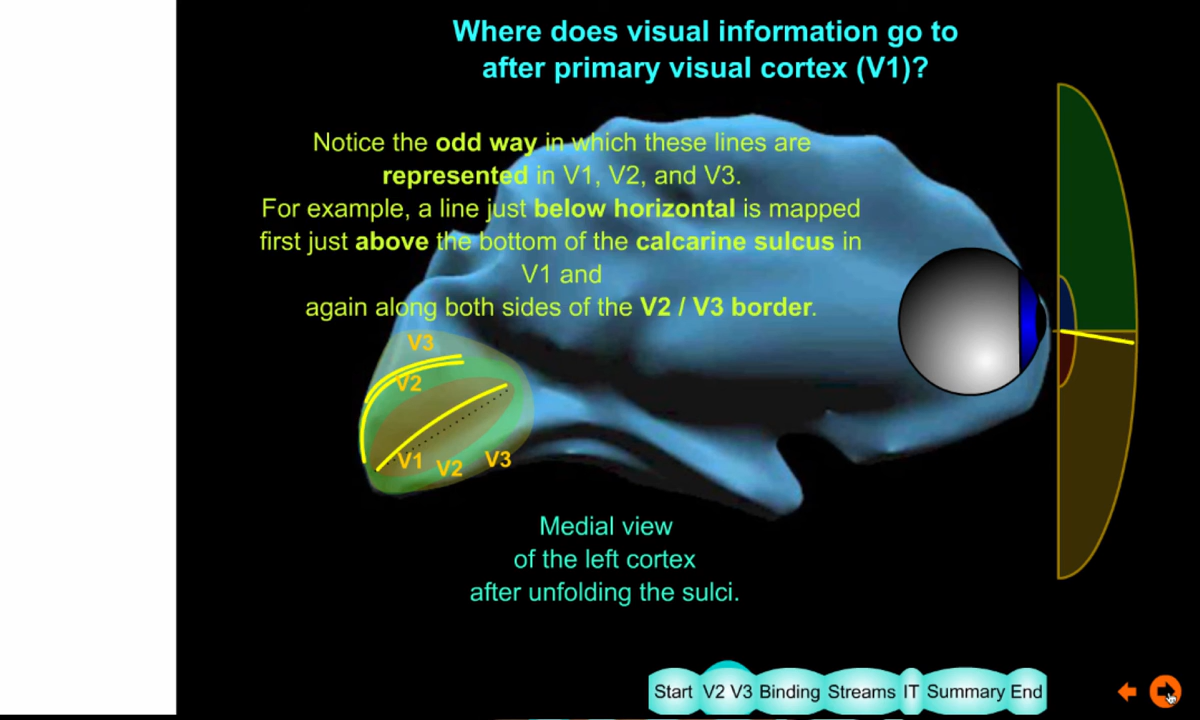 Where does visual information go to
after primary visual cortex (V1)?
Notice the odd way in which these lines are
represented in V1, V2, and V3.
For example, a line just below horizontal is mapped
first just above the bottom of the calcarine sulcus in
V1 and
again along both sides of the V2 / V3 border.
V3
V2
V1 V2 V3
Medial view
of the left cortex
after unfolding the sulci.
Start V2 V3 Binding Streams IT Summary End